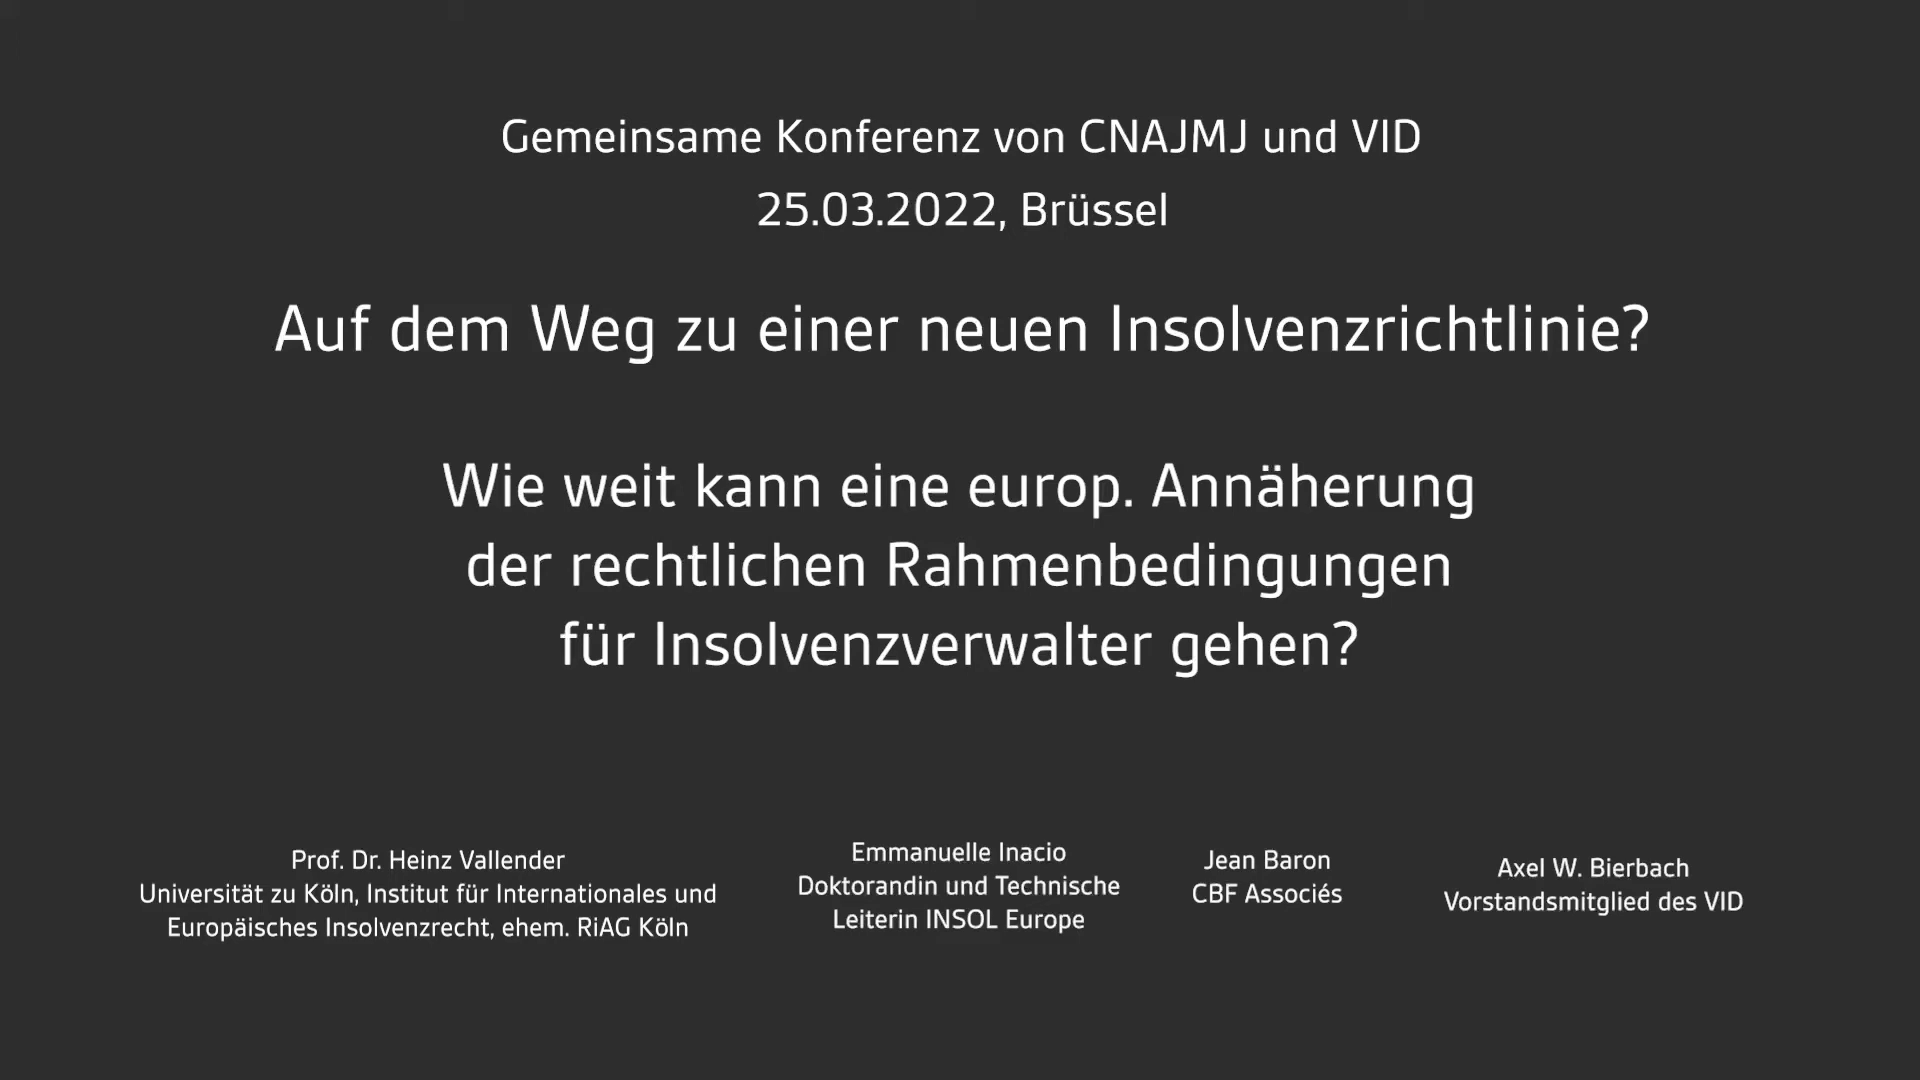 Gemeinsame Konferenz von CNAJMJ und VID
25.03.2022, Brüssel
Auf dem Weg zu einer neuen Insolvenzrichtlinie?
Wie weit kann eine europ. Annäherung
der rechtlichen Rahmenbedingungen
für Insolvenzverwalter gehen?
Prof. Dr. Heinz Vallender
Universität zu Köln, Institut für Internationales und
Europäisches Insolvenzrecht, ehem. RiAG Köln
Emmanuelle Inacio
Doktorandin und Technische
Leiterin INSOL Europe
Jean Baron
CBF Associés
Axel W. Bierbach
Vorstandsmitglied des VID